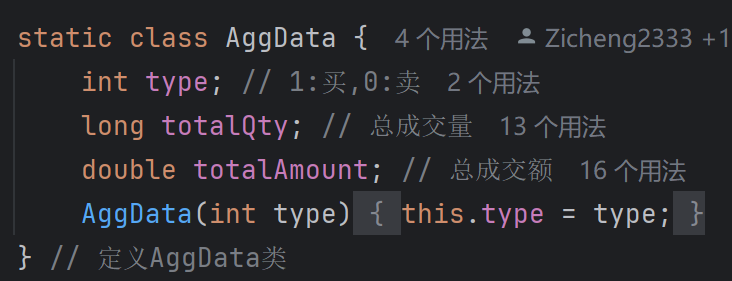 static class AggData { 4 个用法 Zicheng2333 +1
int type; // 1:买,0:卖 2 个用法
long totalQty; // 总成交量 13 个用法
double totalAmount; // 总成交额 16 个用法
AggData(int type) { this.type = type; }
} // 定义AggData类